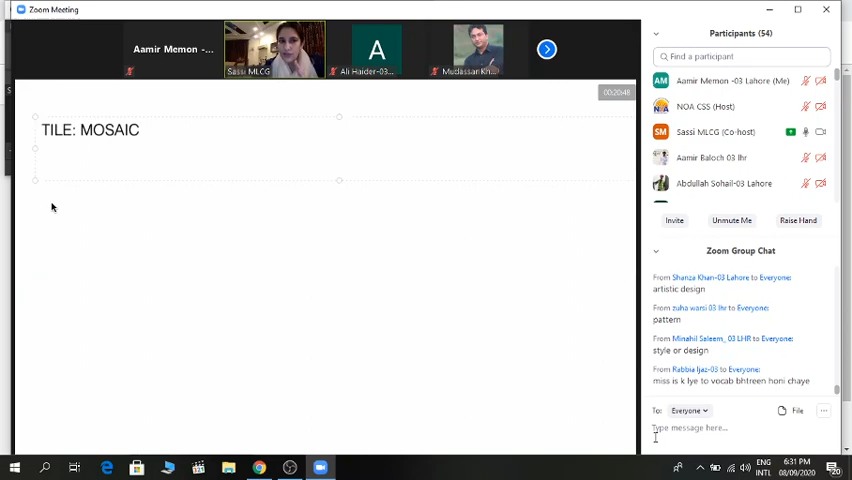 Zoom Meeting
Aamir Memon -...
Sassi MLCG
Ali Haider-03...
Mudassar Kh...
A
00:20:48
TILE: MOSAIC
Participants (54)
Find a participant
AM Aamir Memon -03 Lahore (Me)
NOA CSS (Host)
SM Sassi MLCG (Co-host)
Aamir Baloch 03 lhr
Abdullah Sohail-03 Lahore
Invite
Unmute Me
Raise Hand
Zoom Group Chat
From Shanza Khan-03 Lahore to Everyone:
artistic design
From zuha warsi 03 lhr to Everyone:
pattern
From Minahil Saleem_ 03 LHR to Everyone:
style or design
From Rabbia Ijaz-03 to Everyone:
miss is k lye to vocab bhtreen honi chaye
To: Everyone
File
Type message here...
ENG
INTL
6:31 PM
08/09/2020
20